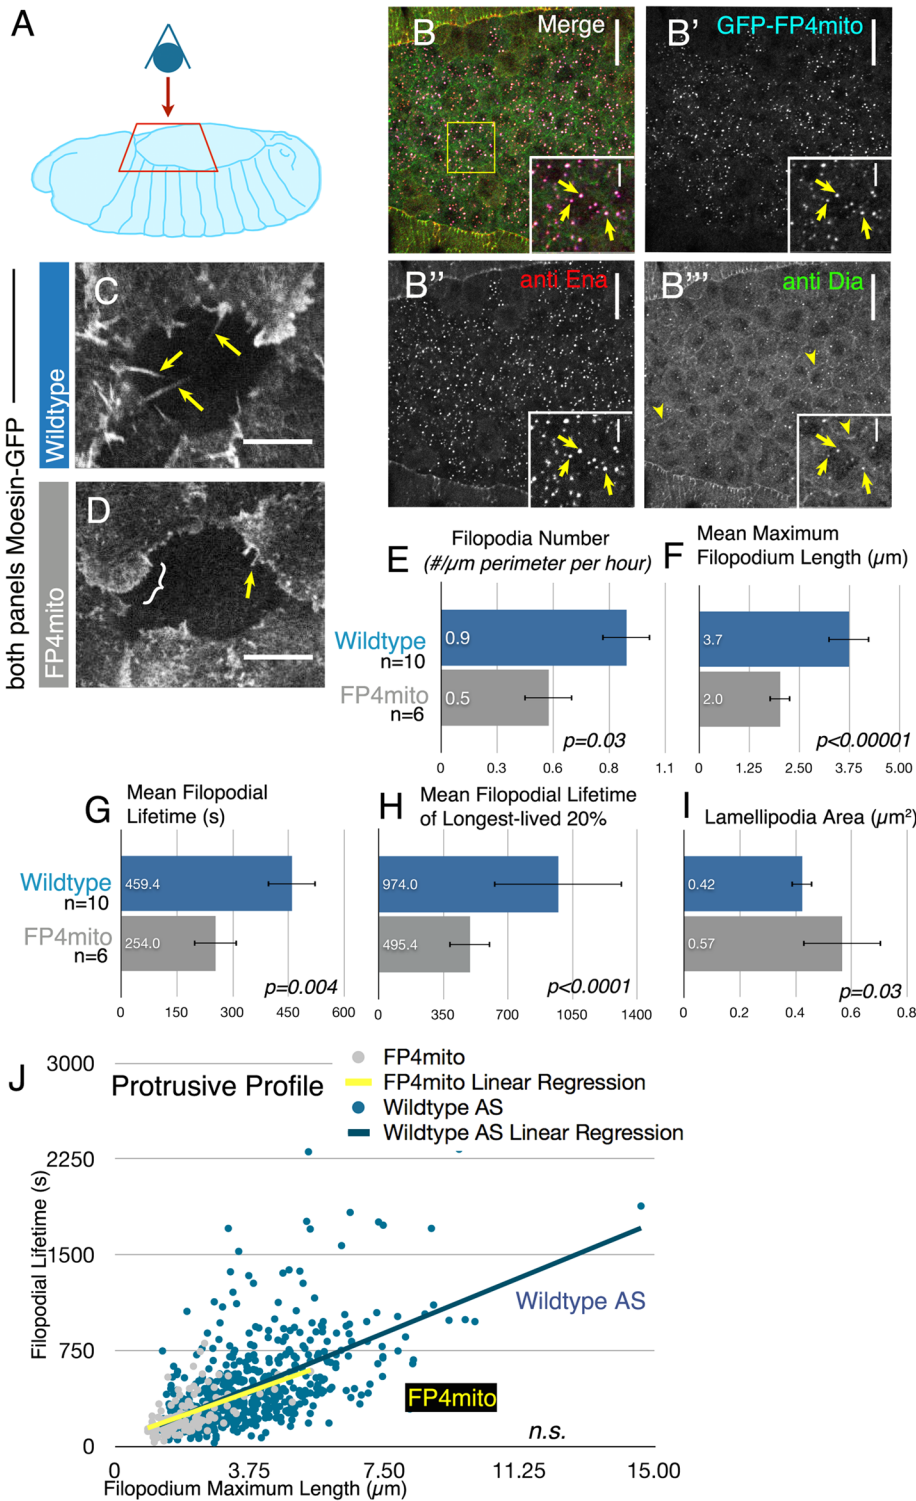 A
B
Merge
B'
GFP-FP4mito
B''
anti Ena
B'''
anti Dia
both panels Moesin-GFP
Wildtype
C
FP4mito
D
E
Filopodia Number
(#/µm perimeter per hour)
Wildtype
n=10
FP4mito
n=6
0.9
0.5
p=0.03
0 0.3 0.6 0.8 1.1
F
Mean Maximum
Filopodium Length (µm)
3.7
2.0
p<0.00001
0 1.25 2.50 3.75 5.00
G
Mean Filopodial
Lifetime (s)
Wildtype
n=10
FP4mito
n=6
459.4
254.0
p=0.004
0 150 300 450 600
H
Mean Filopodial Lifetime
of Longest-lived 20%
974.0
495.4
p<0.0001
0 350 700 1050 1400
I
Lamellipodia Area (µm²)
0.42
0.57
p=0.03
0 0.2 0.4 0.6 0.8
J
Protrusive Profile
FP4mito
FP4mito Linear Regression
Wildtype AS
Wildtype AS Linear Regression
Filopodial Lifetime (s)
3000
2250
1500
750
0
Wildtype AS
FP4mito
n.s.
0 3.75 7.50 11.25 15.00
Filopodium Maximum Length (µm)